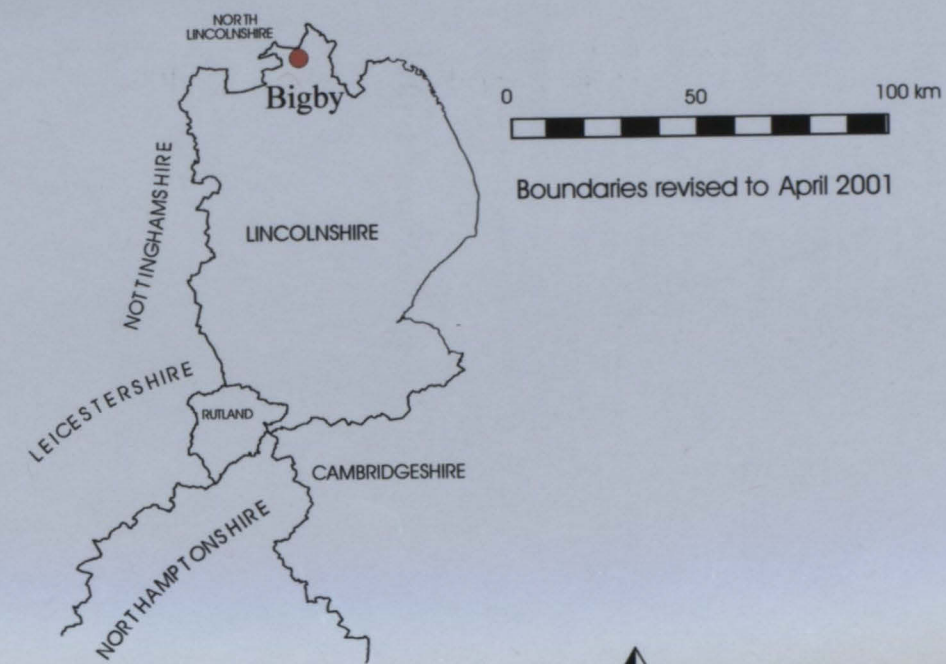 NORTH
LINCOLNSHIRE
Bigby
0 50 100 km
Boundaries revised to April 2001
NOTTINGHAMSHIRE
LINCOLNSHIRE
LEICESTERSHIRE
RUTLAND
CAMBRIDGESHIRE
NORTHAMPTONSHIRE